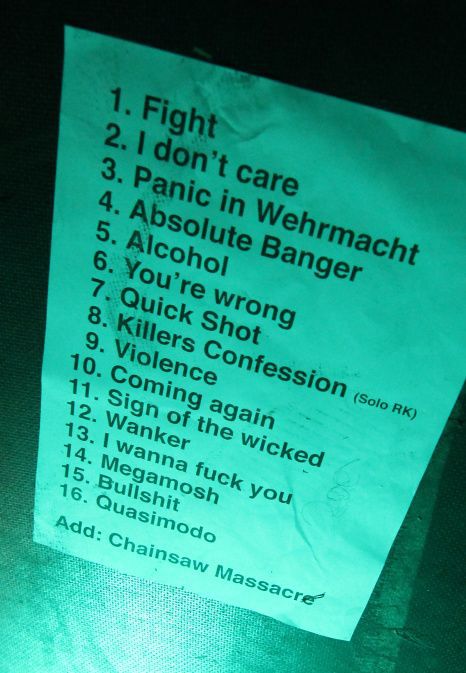 1. Fight
2. I don't care
3. Panic in Wehrmacht
4. Absolute Banger
5. Alcohol
6. You're wrong
7. Quick Shot
8. Killers Confession (Solo RK)
9. Violence
10. Coming again
11. Sign of the wicked
12. Wanker
13. I wanna fuck you
14. Megamosh
15. Bullshit
16. Quasimodo
Add: Chainsaw Massacre